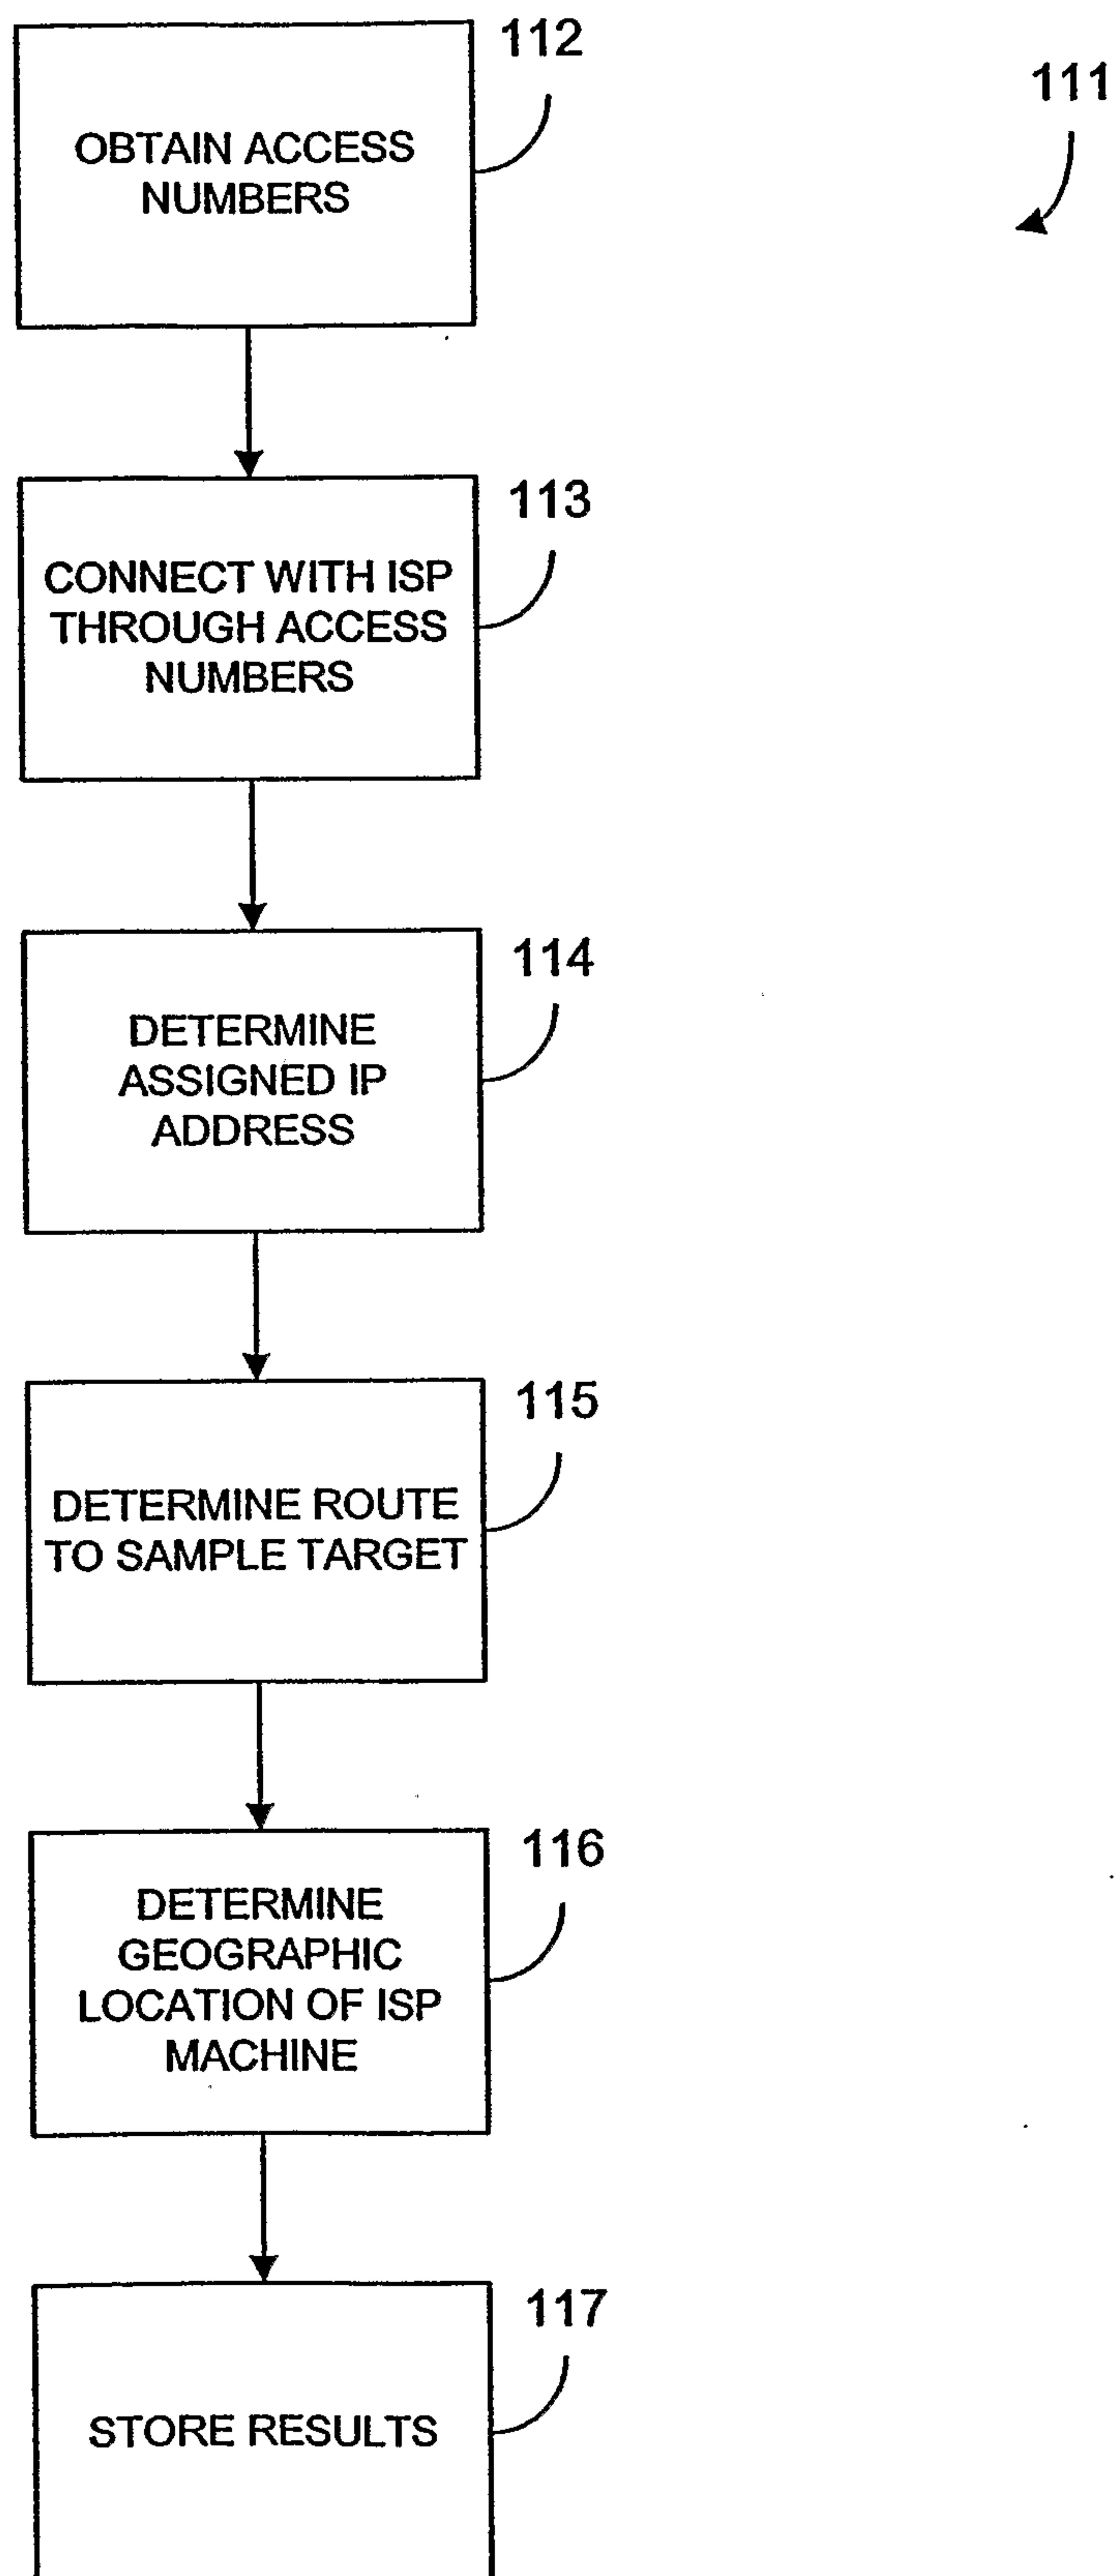 112
111
OBTAIN ACCESS
NUMBERS
113
CONNECT WITH ISP
THROUGH ACCESS
NUMBERS
114
DETERMINE
ASSIGNED IP
ADDRESS
115
DETERMINE ROUTE
TO SAMPLE TARGET
116
DETERMINE
GEOGRAPHIC
LOCATION OF ISP
MACHINE
117
STORE RESULTS